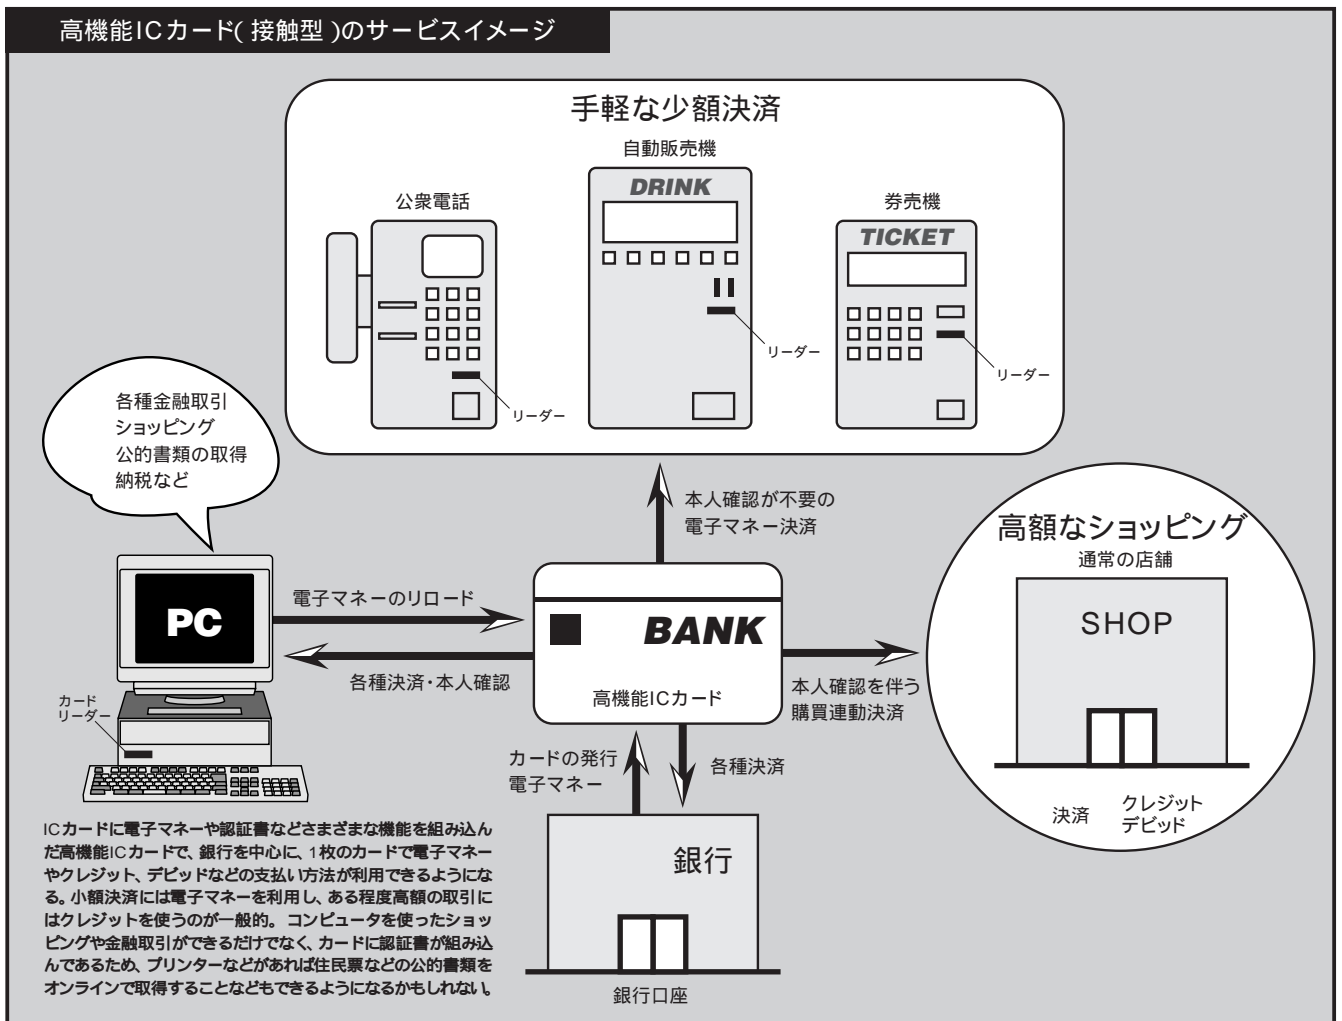 高機能ICカード(接触型)のサービスイメージ
手軽な少額決済
自動販売機
DRINK
公衆電話
券売機
TICKET
リーダー
リーダー
リーダー
各種金融取引
ショッピング
公的書類の取得
納税など
本人確認が不要の
電子マネー決済
高額なショッピング
通常の店舗
SHOP
PC
電子マネーのリロード
BANK
各種決済・本人確認
高機能ICカード
本人確認を伴う
購買連動決済
カード
リーダー
カードの発行
電子マネー
各種決済
決済
クレジット
デビッド
ICカードに電子マネーや認証書などさまざまな機能を組み込ん
だ高機能ICカードで、銀行を中心に、1枚のカードで電子マネー
やクレジット、デビッドなどの支払い方法が利用できるようにな
る。小額決済には電子マネーを利用し、ある程度高額の取引に
はクレジットを使うのが一般的。コンピュータを使ったショッ
ピングや金融取引ができるだけでなく、カードに認証書が組み込
んであるため、プリンターなどがあれば住民票などの公的書類を
オンラインで取得することなどもできるようになるかもしれない。
銀行
銀行口座